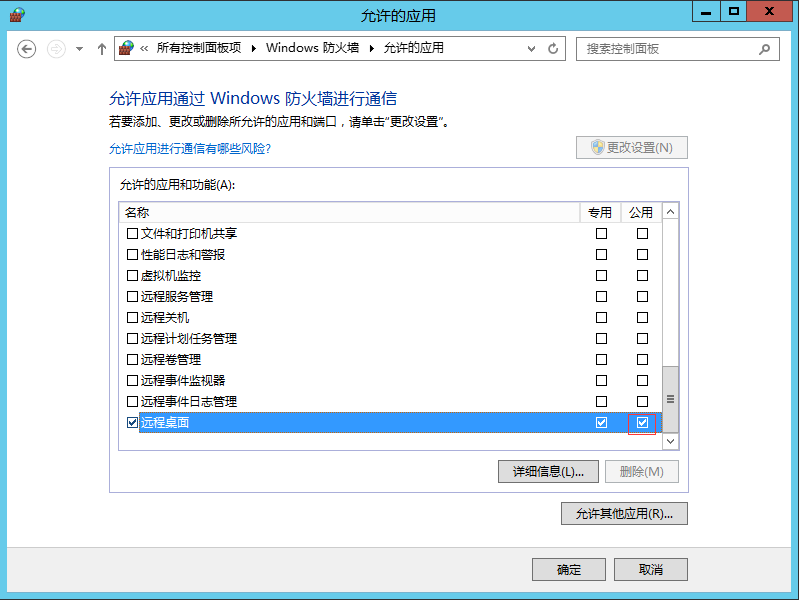 允许的应用
« 所有控制面板项 ▸ Windows 防火墙 ▸ 允许的应用
搜索控制面板
允许应用通过 Windows 防火墙进行通信
若要添加、更改或删除所允许的应用和端口，请单击"更改设置"。
允许应用进行通信有哪些风险?
更改设置(N)
允许的应用和功能(A):
名称 专用 公用
文件和打印机共享
性能日志和警报
虚拟机监控
远程服务管理
远程关机
远程计划任务管理
远程卷管理
远程事件监视器
远程事件日志管理
远程桌面
详细信息(L)... 删除(M)
允许其他应用(R)...
确定 取消